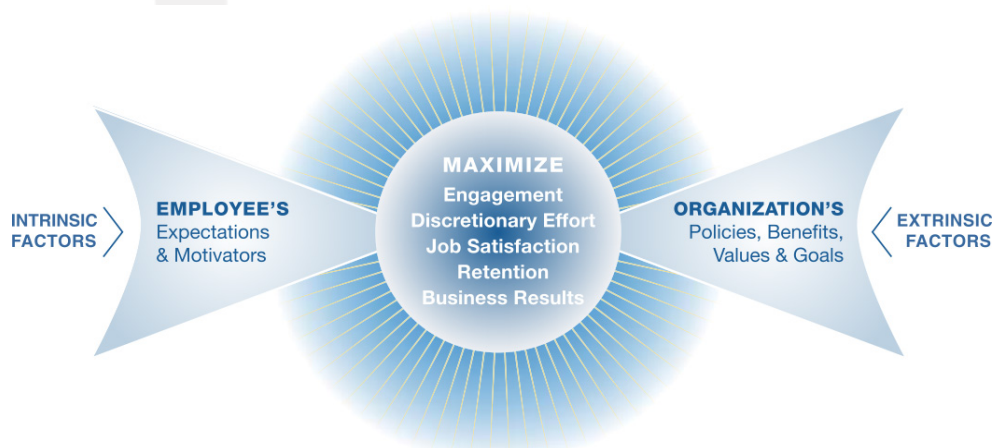 INTRINSIC
FACTORS
EMPLOYEE'S
Expectations
& Motivators
MAXIMIZE
Engagement
Discretionary Effort
Job Satisfaction
Retention
Business Results
ORGANIZATION'S
Policies, Benefits,
Values & Goals
EXTRINSIC
FACTORS